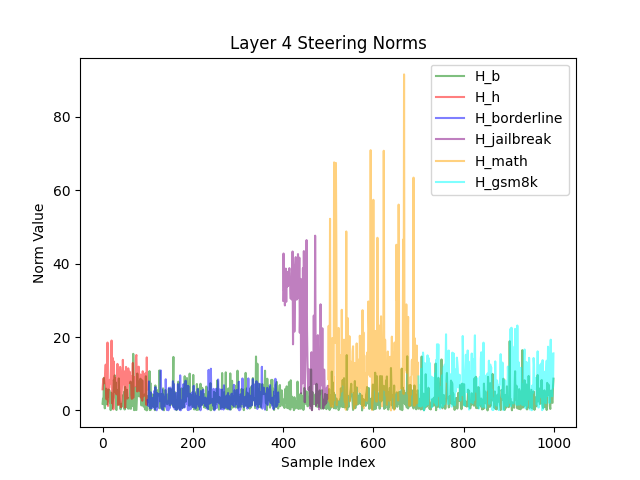 Layer 4 Steering Norms
Norm Value
80
60
40
20
0
H_b
H_h
H_borderline
H_jailbreak
H_math
H_gsm8k
0 200 400 600 800 1000
Sample Index